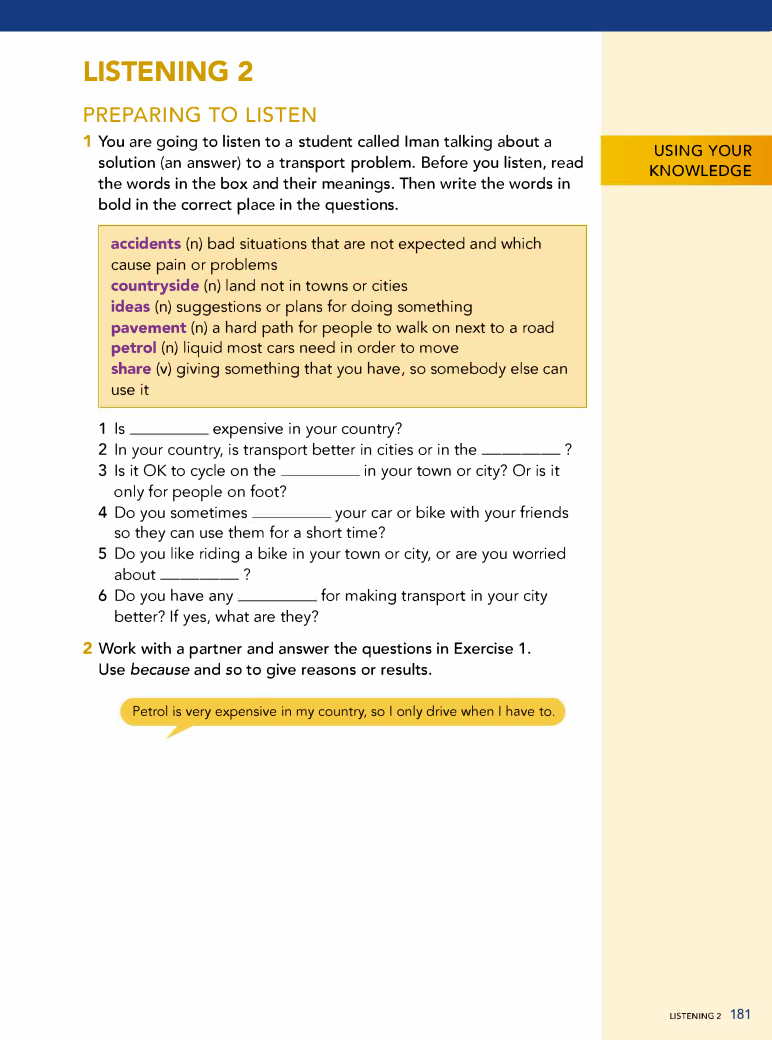 LISTENING 2
PREPARING TO LISTEN
1 You are going to listen to a student called Iman talking about a
solution (an answer) to a transport problem. Before you listen, read
the words in the box and their meanings. Then write the words in
bold in the correct place in the questions.
USING YOUR
KNOWLEDGE
accidents (n) bad situations that are not expected and which
cause pain or problems
countryside (n) land not in towns or cities
ideas (n) suggestions or plans for doing something
pavement (n) a hard path for people to walk on next to a road
petrol (n) liquid most cars need in order to move
share (v) giving something that you have, so somebody else can
use it
1 Is __________ expensive in your country?
2 In your country, is transport better in cities or in the __________ ?
3 Is it OK to cycle on the __________ in your town or city? Or is it
only for people on foot?
4 Do you sometimes __________ your car or bike with your friends
so they can use them for a short time?
5 Do you like riding a bike in your town or city, or are you worried
about __________ ?
6 Do you have any __________ for making transport in your city
better? If yes, what are they?
2 Work with a partner and answer the questions in Exercise 1.
Use because and so to give reasons or results.
Petrol is very expensive in my country, so I only drive when I have to.
LISTENING 2 181